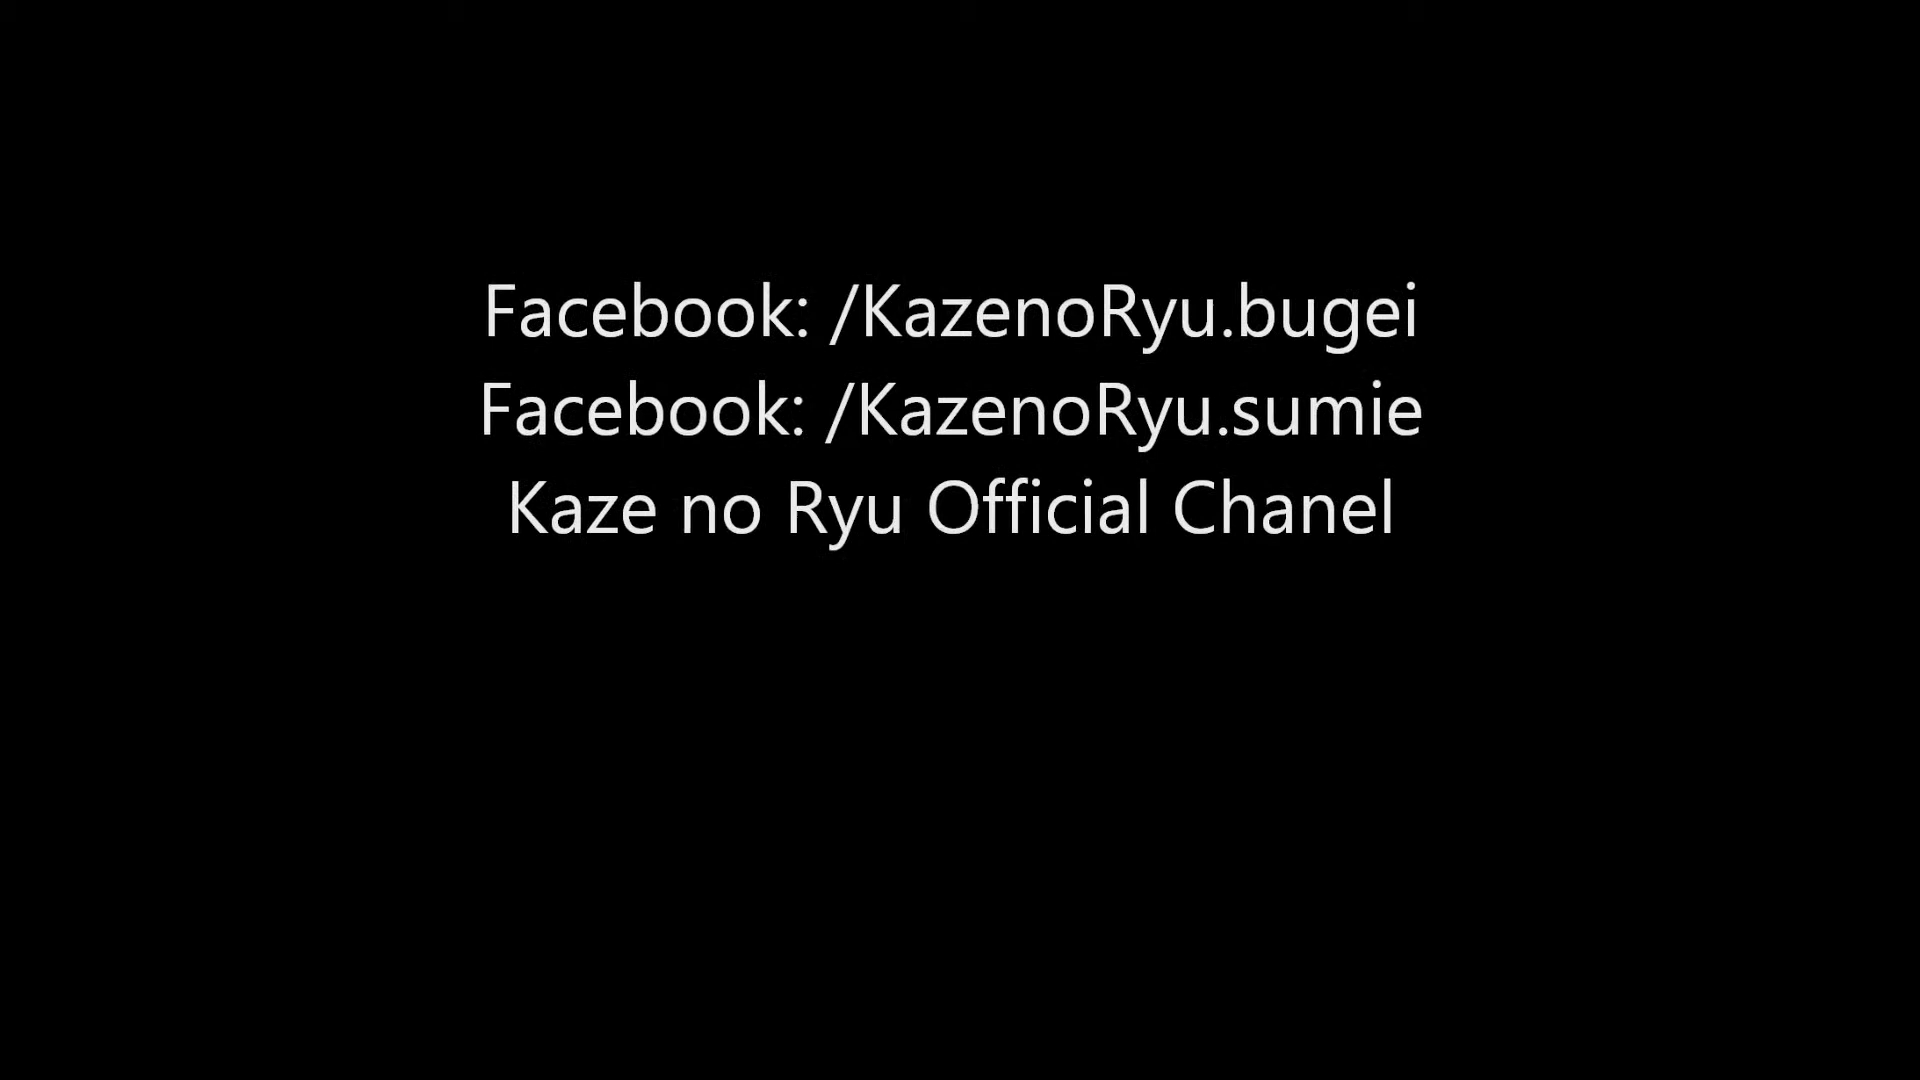 Facebook: /KazenoRyu.bugei
Facebook: /KazenoRyu.sumie
Kaze no Ryu Official Chanel